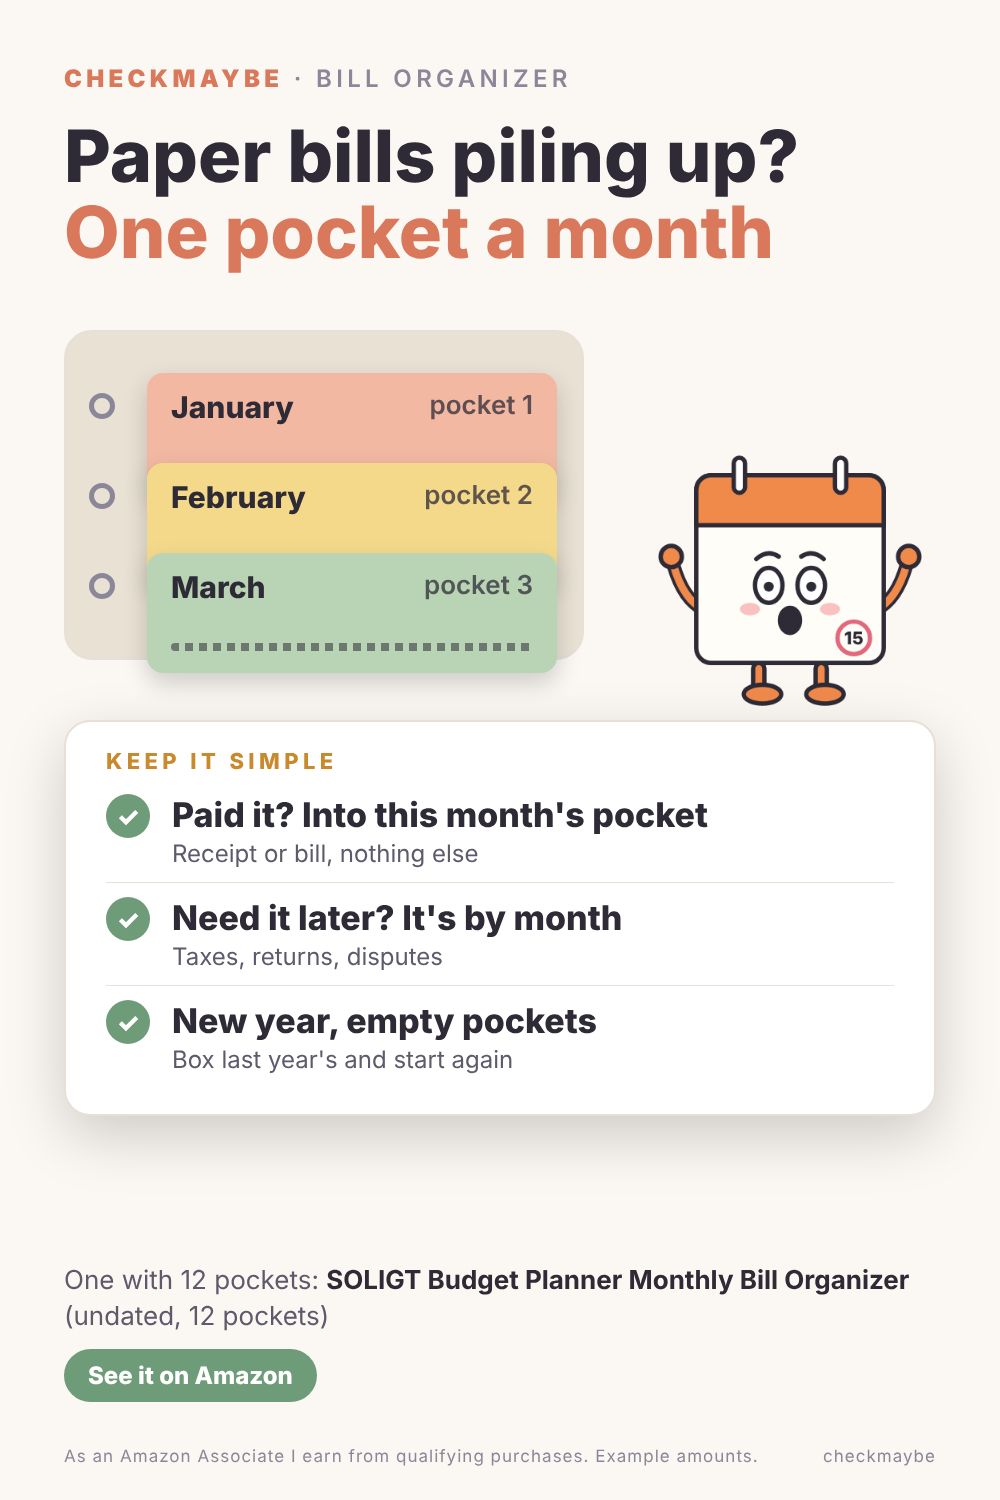 CHECKMAYBE · BILL ORGANIZER
Paper bills piling up?
One pocket a month
January pocket 1
February pocket 2
March pocket 3
15
KEEP IT SIMPLE
Paid it? Into this month's pocket
Receipt or bill, nothing else
Need it later? It's by month
Taxes, returns, disputes
New year, empty pockets
Box last year's and start again
One with 12 pockets: SOLIGT Budget Planner Monthly Bill Organizer
(undated, 12 pockets)
See it on Amazon
As an Amazon Associate I earn from qualifying purchases. Example amounts. checkmaybe